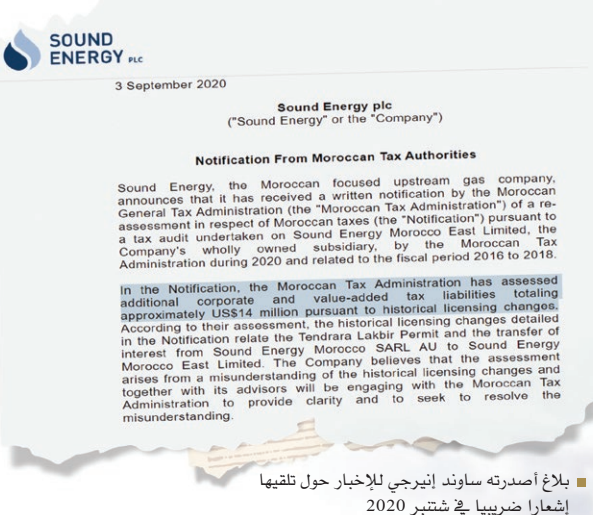 SOUND
ENERGY PLC
3 September 2020
Sound Energy plc
("Sound Energy" or the "Company")
Notification From Moroccan Tax Authorities
Sound Energy, the Moroccan focused upstream gas company,
announces that it has received a written notification by the Moroccan
General Tax Administration (the "Moroccan Tax Administration") of a re-
assessment in respect of Moroccan taxes (the "Notification") pursuant to
a tax audit undertaken on Sound Energy Morocco East Limited, the
Company's wholly owned subsidiary, by the Moroccan Tax
Administration during 2020 and related to the fiscal period 2016 to 2018.
In the Notification, the Moroccan Tax Administration has assessed
additional corporate and value-added tax liabilities totaling
approximately US$14 million pursuant to historical licensing changes.
According to their assessment, the historical licensing changes detailed
in the Notification relate the Tendrara Lakbir Permit and the transfer of
interest from Sound Energy Morocco SARL AU to Sound Energy
Morocco East Limited. The Company believes that the assessment
arises from a misunderstanding of the historical licensing changes and
together with its advisors will be engaging with the Moroccan Tax
Administration to provide clarity and to seek to resolve the
misunderstanding.
بلاغ أصدرته ساوند إنيرجي للإخبار حول تلقيها
إشعارا ضريبيا في شتنبر 2020